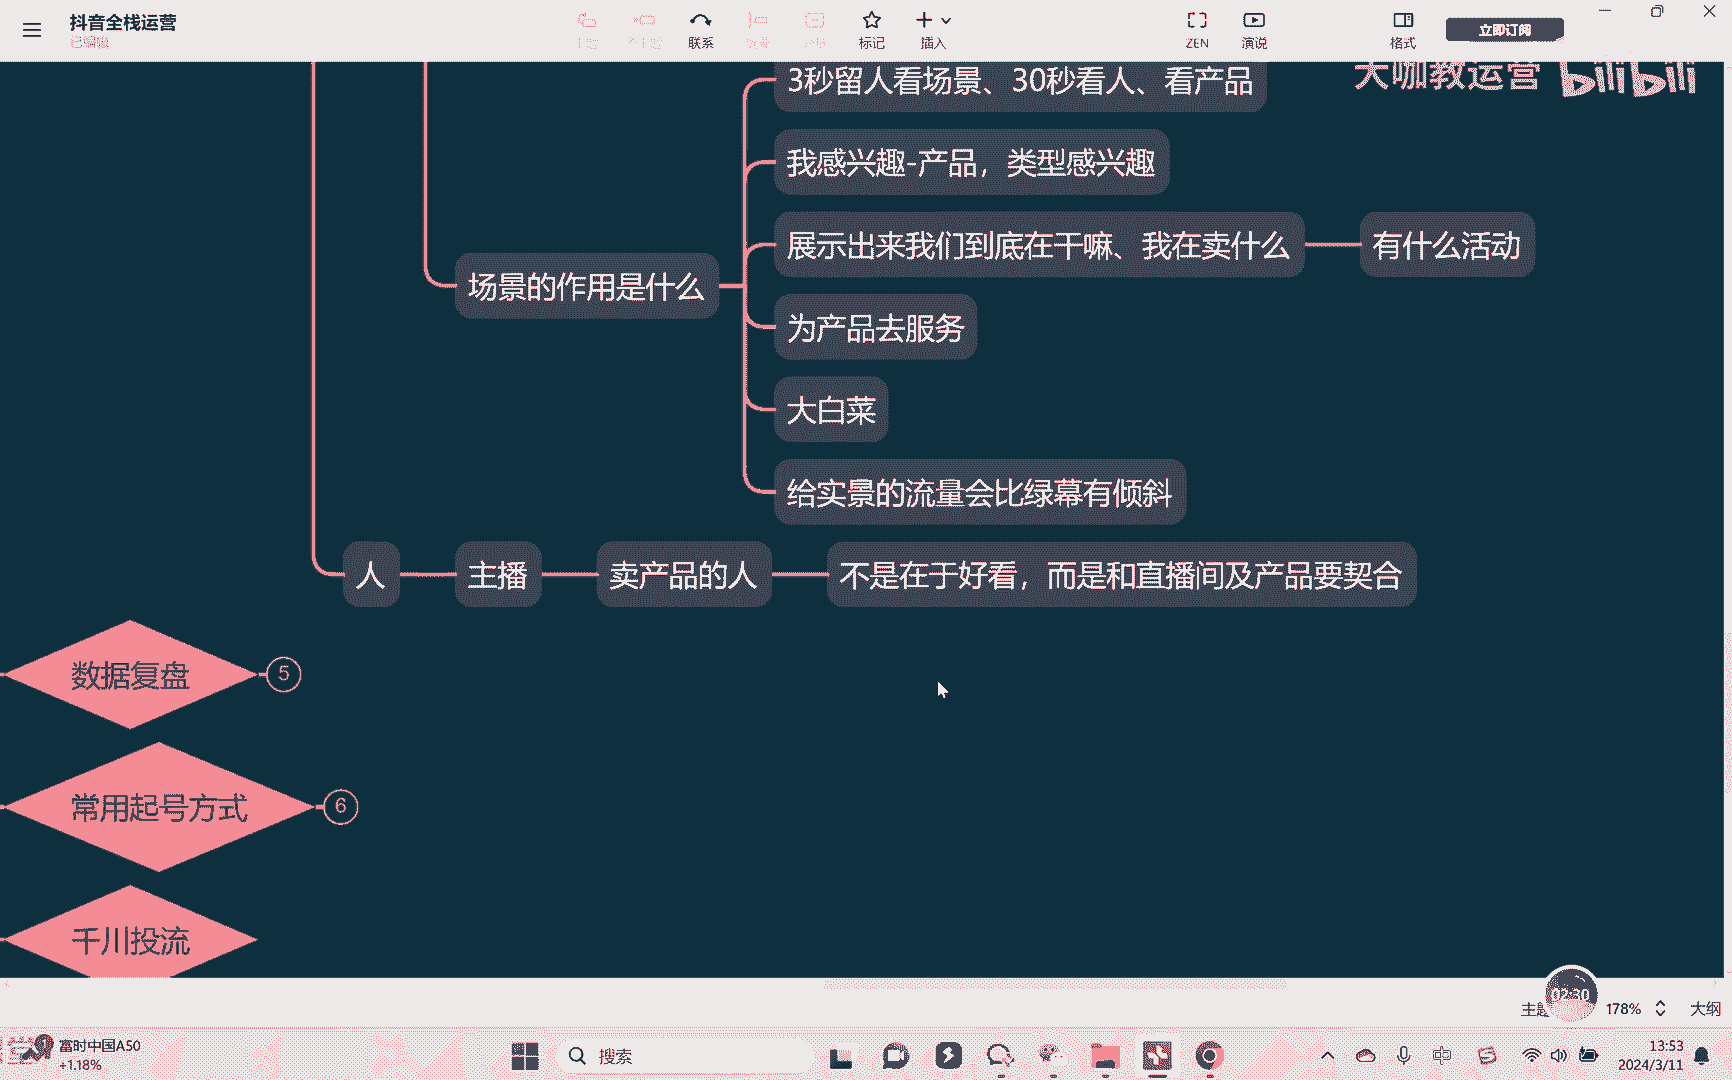 抖音全栈运营
已编辑
联系
标记
插入
ZEN
演说
格式
立即订阅
大咖教运营 bilibili
3秒留人看场景、30秒看人、看产品
我感兴趣-产品，类型感兴趣
展示出来我们到底在干嘛、我在卖什么
有什么活动
场景的作用是什么
为产品去服务
大白菜
给实景的流量会比绿幕有倾斜
人
主播
卖产品的人
不是在于好看，而是和直播间及产品要契合
数据复盘
5
常用起号方式
6
千川投流
02:30
178%
大纲
富时中国A50
+1.18%
搜索
13:53
2024/3/11